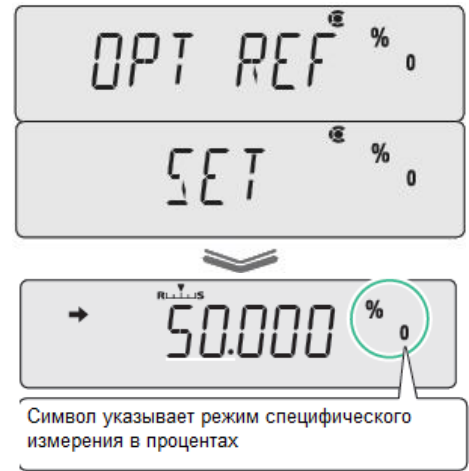 OPT REF % 0
SET % 0
R S
50.000 % 0
Символ указывает режим специфического
измерения в процентах